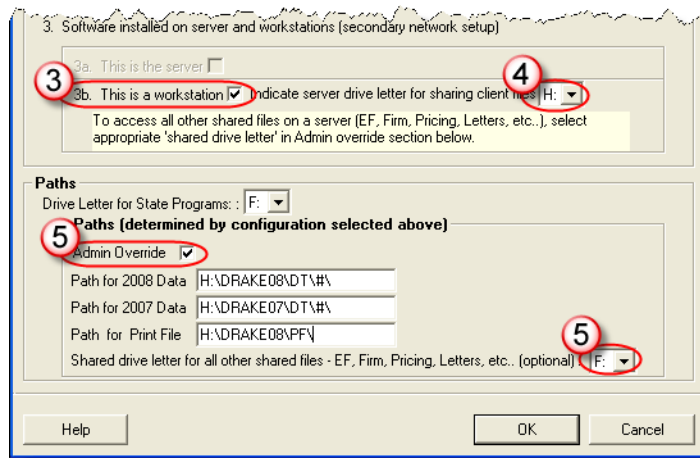 3. Software installed on server and workstations (secondary network setup)
3a. This is the server
3
4
3b. This is a workstation Indicate server drive letter for sharing client files H:
To access all other shared files on a server (EF, Firm, Pricing, Letters, etc..), select
appropriate 'shared drive letter' in Admin override section below.
Paths
Drive Letter for State Programs: : F:
Paths (determined by configuration selected above)
5
Admin Override
Path for 2008 Data H:\DRAKE08\DT\#\
Path for 2007 Data H:\DRAKE07\DT\#\
Path for Print File H:\DRAKE08\PF\
5
Shared drive letter for all other shared files - EF, Firm, Pricing, Letters, etc.. (optional) : F:
Help
OK
Cancel